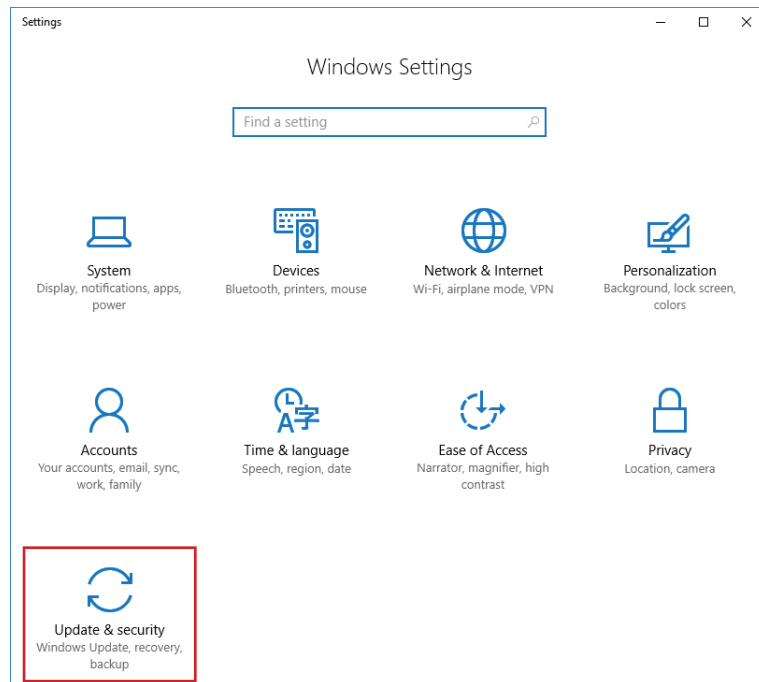 Settings
Windows Settings
Find a setting
System
Display, notifications, apps,
power
Devices
Bluetooth, printers, mouse
Network & Internet
Wi-Fi, airplane mode, VPN
Personalization
Background, lock screen,
colors
Accounts
Your accounts, email, sync,
work, family
A字
Time & language
Speech, region, date
Ease of Access
Narrator, magnifier, high
contrast
Privacy
Location, camera
Update & security
Windows Update, recovery,
backup